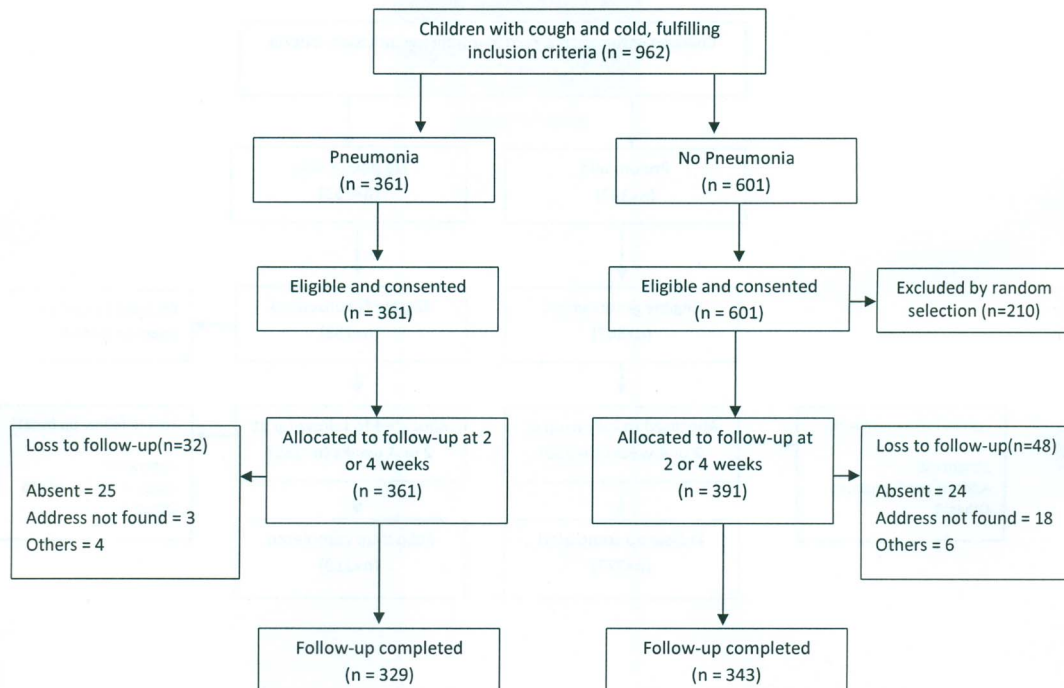 Children with cough and cold, fulfilling
inclusion criteria (n = 962)
Pneumonia
(n = 361)
No Pneumonia
(n = 601)
Eligible and consented
(n = 361)
Eligible and consented
(n = 601)
Excluded by random
selection (n=210)
Loss to follow-up(n=32)
Absent = 25
Address not found = 3
Others = 4
Allocated to follow-up at 2
or 4 weeks
(n = 361)
Allocated to follow-up at
2 or 4 weeks
(n = 391)
Loss to follow-up(n=48)
Absent = 24
Address not found = 18
Others = 6
Follow-up completed
(n = 329)
Follow-up completed
(n = 343)